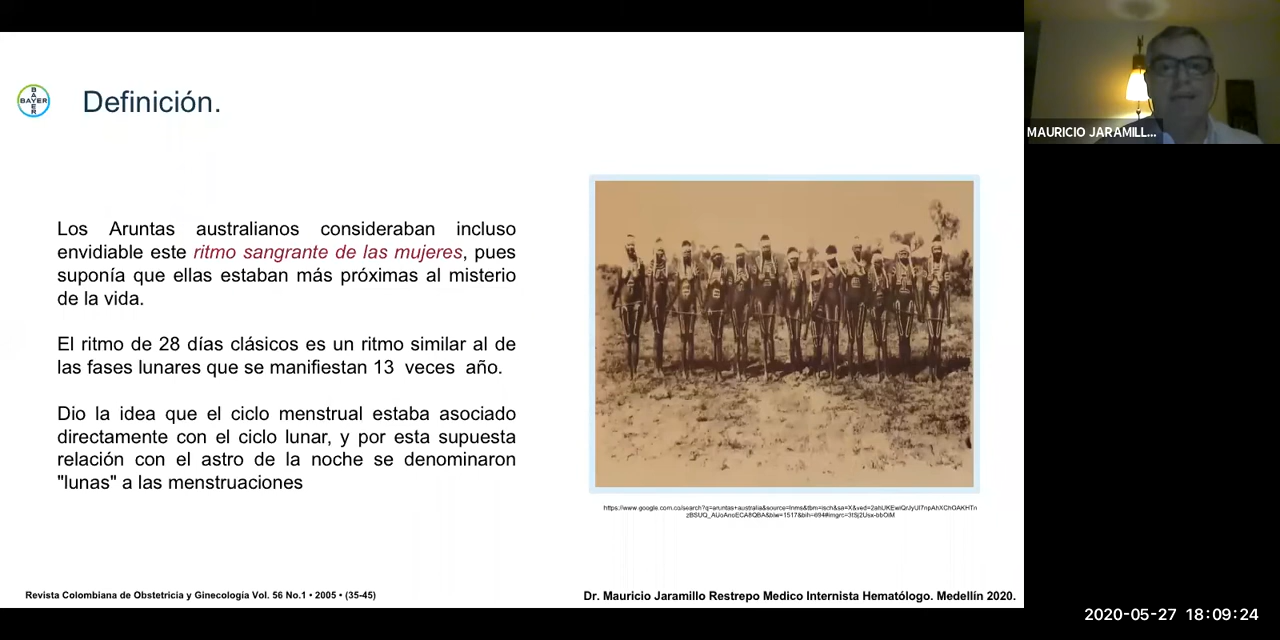 BAYER
BAYER
Definición.
MAURICIO JARAMILL...
Los Aruntas australianos consideraban incluso
envidiable este ritmo sangrante de las mujeres, pues
suponía que ellas estaban más próximas al misterio
de la vida.
El ritmo de 28 días clásicos es un ritmo similar al de
las fases lunares que se manifiestan 13 veces año.
Dio la idea que el ciclo menstrual estaba asociado
directamente con el ciclo lunar, y por esta supuesta
relación con el astro de la noche se denominaron
"lunas" a las menstruaciones
Revista Colombiana de Obstetricia y Ginecología Vol. 56 No.1 • 2005 • (35-45)
Dr. Mauricio Jaramillo Restrepo Medico Internista Hematólogo. Medellín 2020.
2020-05-27 18:09:24